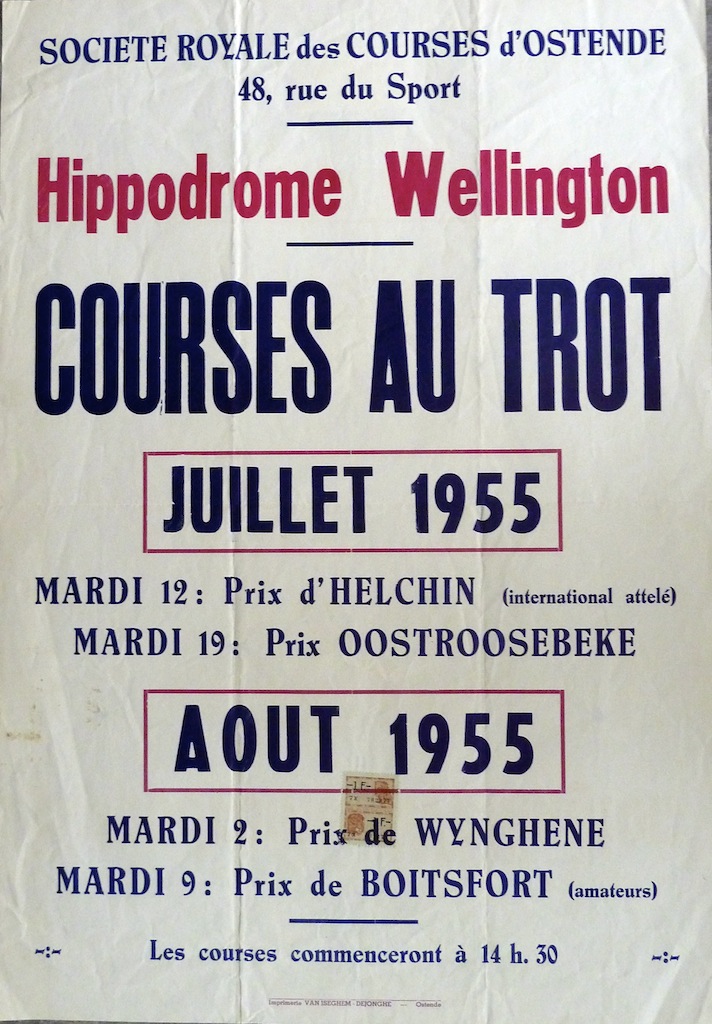 SOCIETE ROYALE des COURSES d'OSTENDE
48, rue du Sport
Hippodrome Wellington
COURSES AU TROT
JUILLET 1955
MARDI 12 : Prix d'HELCHIN (international attelé)
MARDI 19 : Prix OOSTROOSEBEKE
AOUT 1955
-1F-
F-
MARDI 2 : Prix de WYNGHENE
MARDI 9 : Prix de BOITSFORT (amateurs)
-:- Les courses commenceront à 14 h. 30 -:-
Imprimerie VAN ISEGHEM-DEJONGHE — Ostende